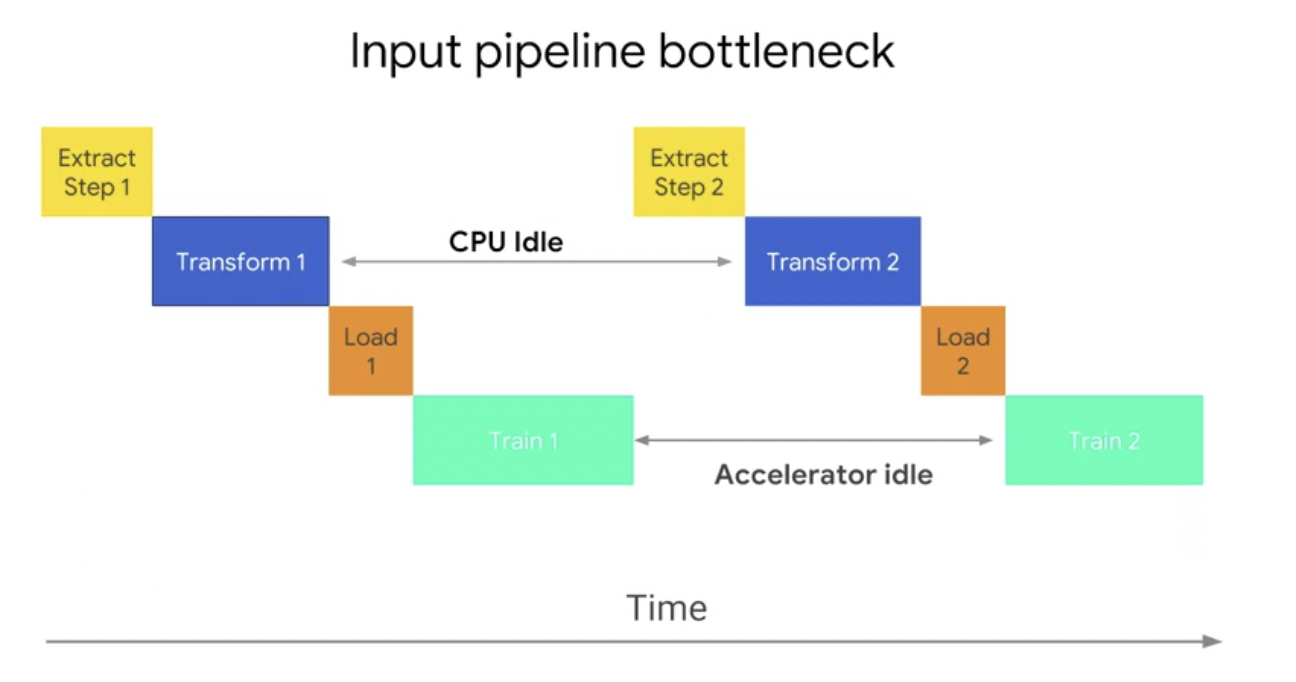 Input pipeline bottleneck
Extract
Step 1
Extract
Step 2
Transform 1
CPU Idle
Transform 2
Load
1
Load
2
Train 1
Accelerator idle
Train 2
Time